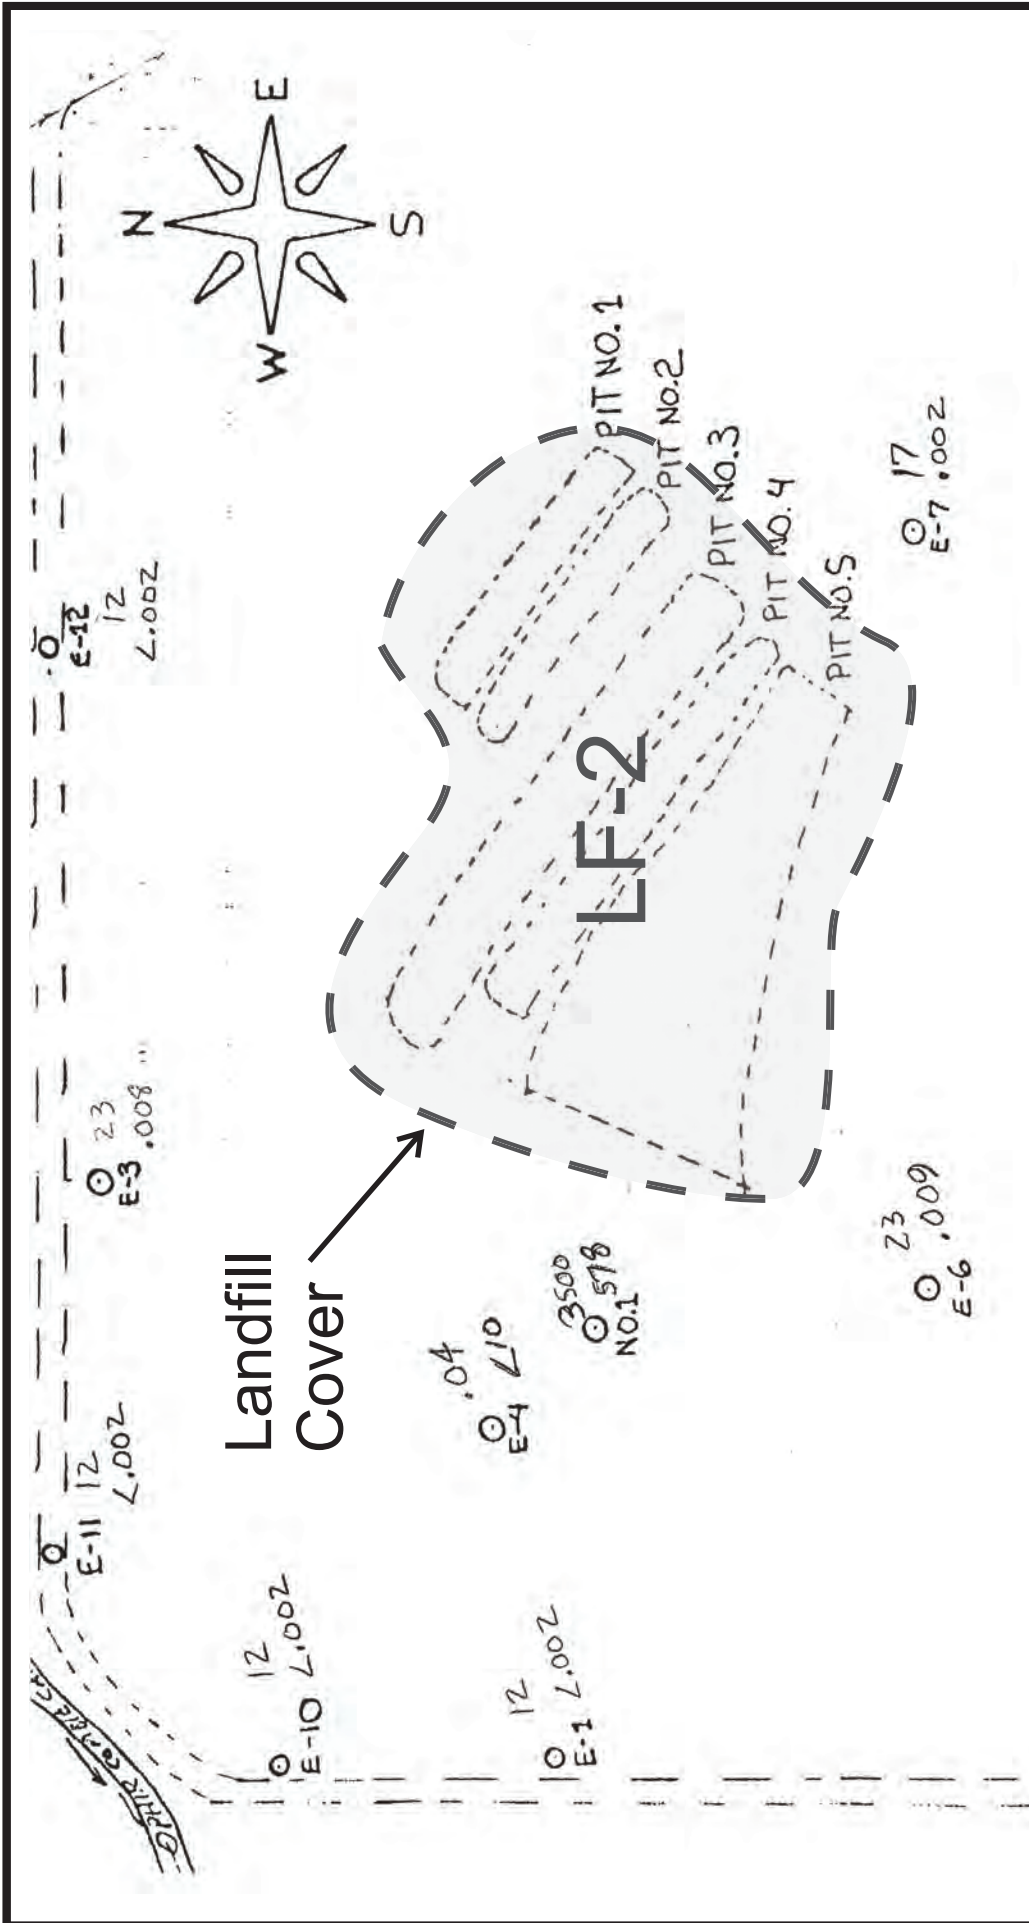 N
E
S
W
E-12
12
<.002
E-3
23
.008
E-11
12
<.002
E-10
12
<.002
E-1
12
<.002
OPHIR
Landfill
Cover
E-4
.04
<10
3500
578
NO.1
E-6
23
.009
E-7
17
.002
LF-2
PIT NO.1
PIT NO.2
PIT NO.3
PIT NO.4
PIT NO.5